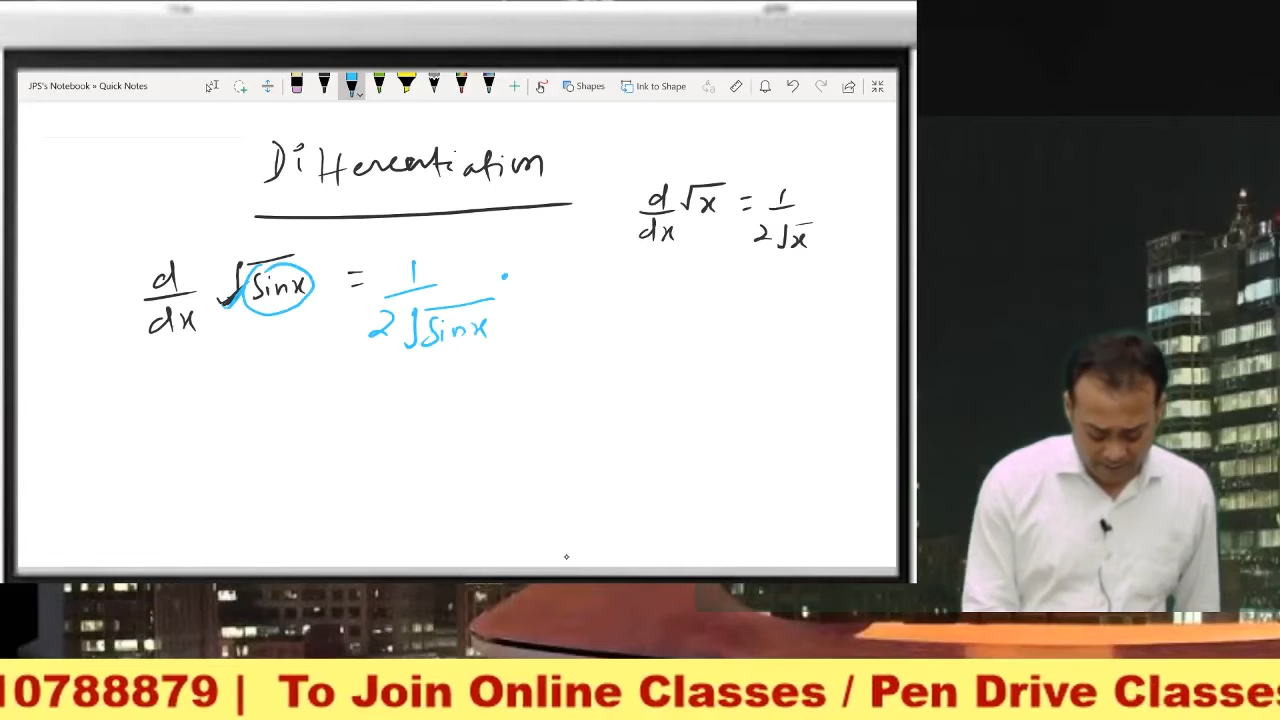 JPS's Notebook » Quick Notes
Shapes
Ink to Shape
Differentiation
d/dx √x = 1/2√x
d/dx √sinx = 1/2√sinx ·
10788879 | To Join Online Classes / Pen Drive Classes